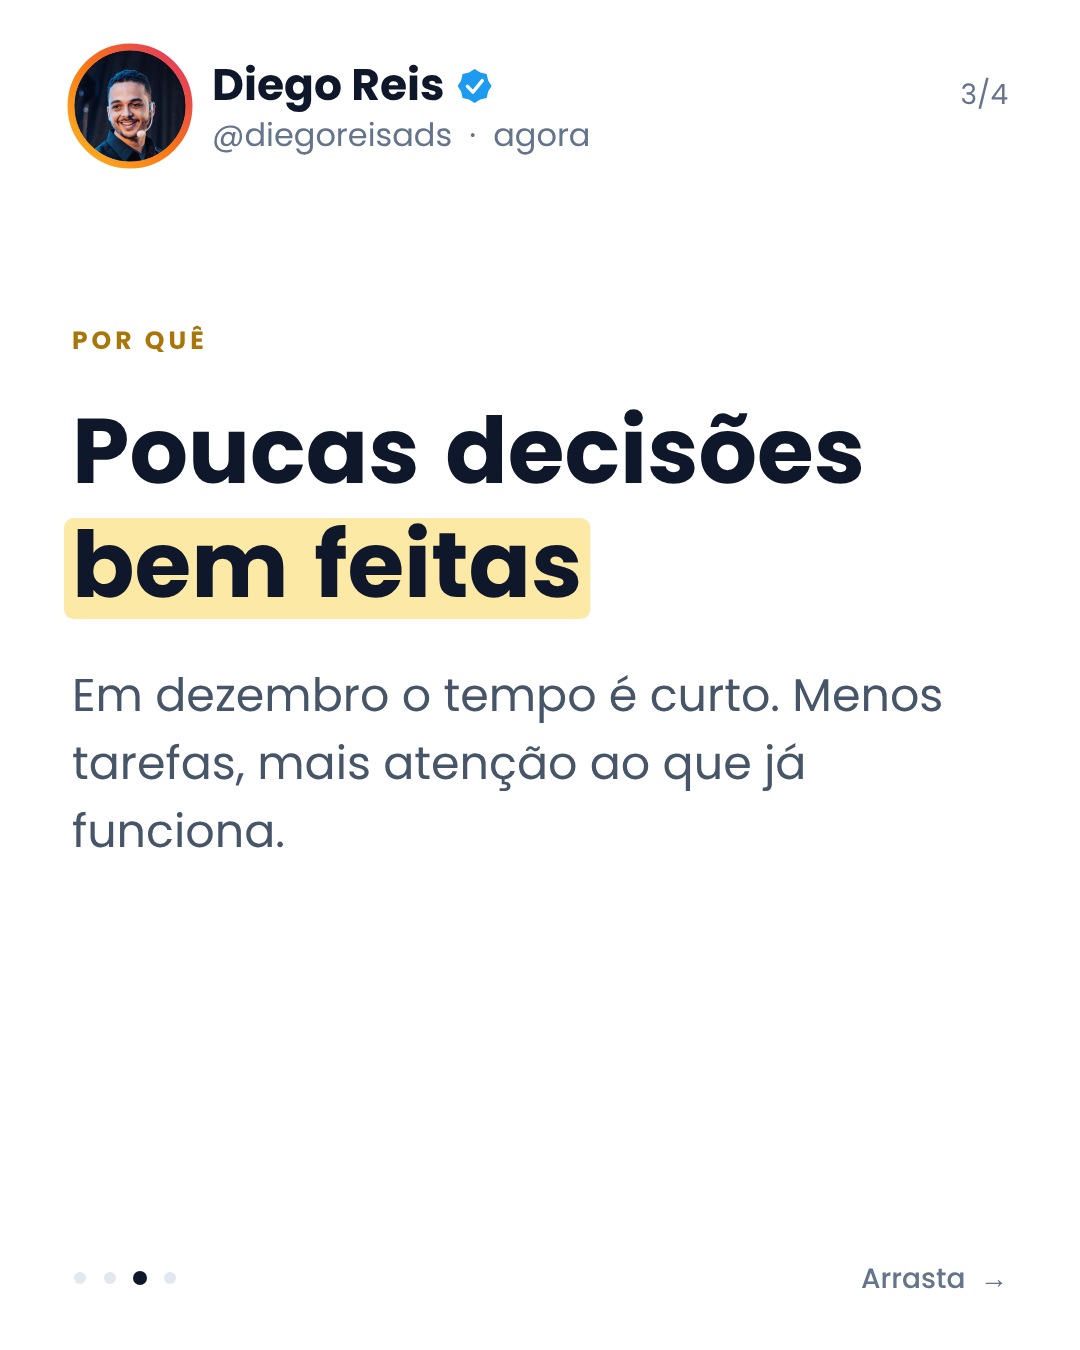 Diego Reis
@diegoreisads · agora
3/4
POR QUÊ
Poucas decisões
bem feitas
Em dezembro o tempo é curto. Menos
tarefas, mais atenção ao que já
funciona.
Arrasta →